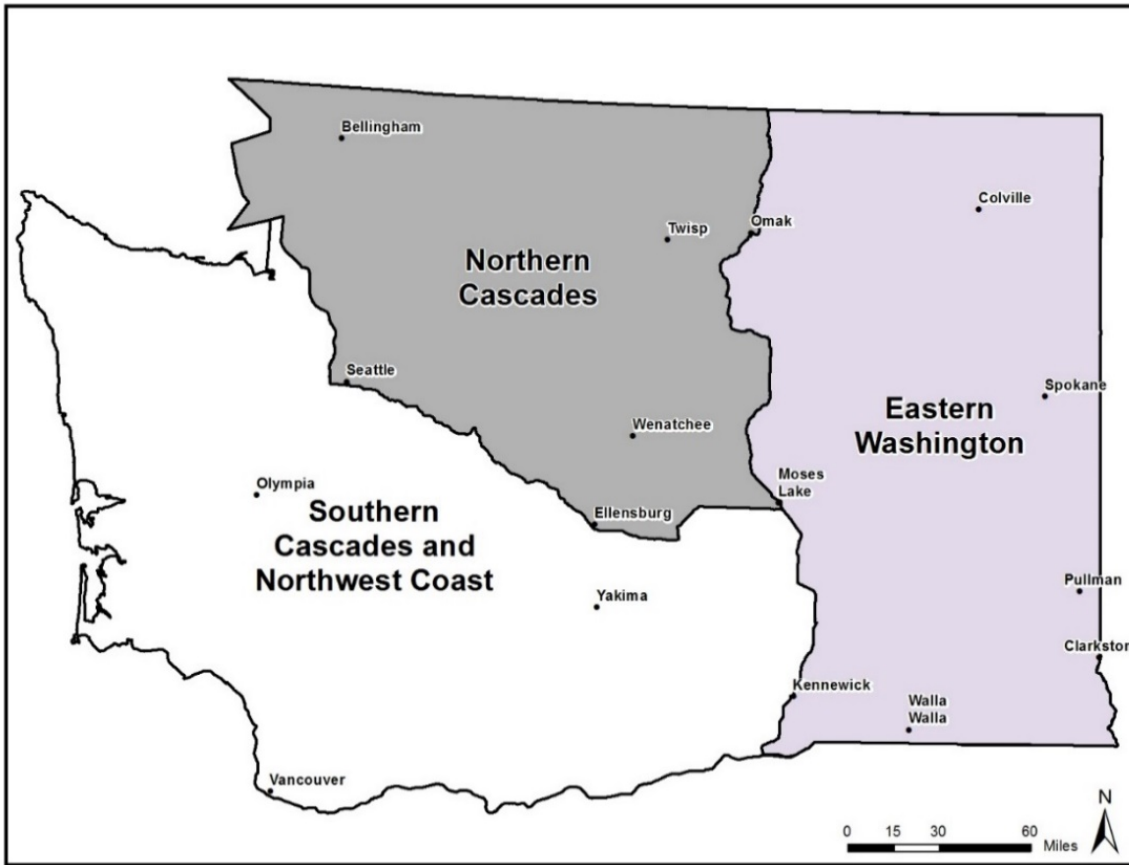 Bellingham
Colville
Twisp
Omak
Northern
Cascades
Seattle
Spokane
Eastern
Washington
Wenatchee
Moses
Lake
Olympia
Southern
Cascades and
Northwest Coast
Ellensburg
Yakima
Pullman
Clarkston
Kennewick
Walla
Walla
Vancouver
N
0 15 30 60 Miles